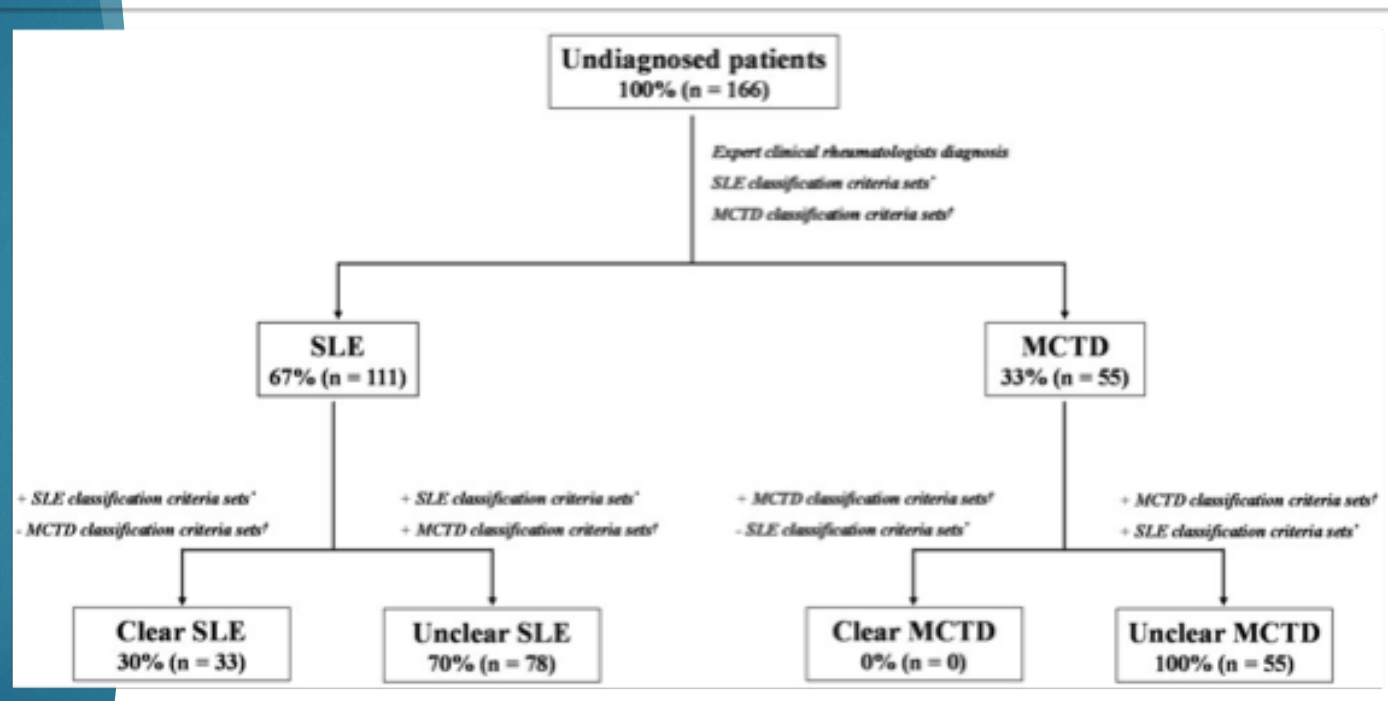 Undiagnosed patients
100% (n = 166)
Expert clinical rheumatologists diagnosis
SLE classification criteria sets*
MCTD classification criteria sets†
SLE
67% (n = 111)
MCTD
33% (n = 55)
+ SLE classification criteria sets*
- MCTD classification criteria sets†
+ SLE classification criteria sets*
+ MCTD classification criteria sets†
+ MCTD classification criteria sets†
- SLE classification criteria sets*
+ MCTD classification criteria sets†
+ SLE classification criteria sets*
Clear SLE
30% (n = 33)
Unclear SLE
70% (n = 78)
Clear MCTD
0% (n = 0)
Unclear MCTD
100% (n = 55)